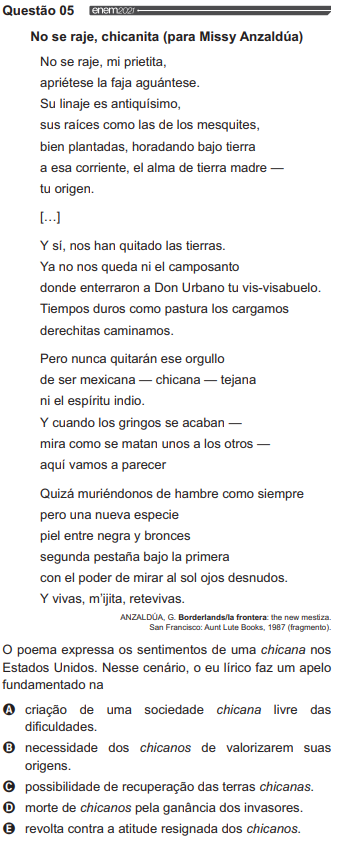 Questão 05 enem2021
No se raje, chicanita (para Missy Anzaldúa)
No se raje, mi prietita,
apriétese la faja aguántese.
Su linaje es antiquísimo,
sus raíces como las de los mesquites,
bien plantadas, horadando bajo tierra
a esa corriente, el alma de tierra madre —
tu origen.
[…]
Y sí, nos han quitado las tierras.
Ya no nos queda ni el camposanto
donde enterraron a Don Urbano tu vis-visabuelo.
Tiempos duros como pastura los cargamos
derechitas caminamos.
Pero nunca quitarán ese orgullo
de ser mexicana — chicana — tejana
ni el espíritu indio.
Y cuando los gringos se acaban —
mira como se matan unos a los otros —
aquí vamos a parecer
Quizá muriéndonos de hambre como siempre
pero una nueva especie
piel entre negra y bronces
segunda pestaña bajo la primera
con el poder de mirar al sol ojos desnudos.
Y vivas, m’ijita, retevivas.
ANZALDÚA, G. Borderlands/la frontera: the new mestiza.
San Francisco: Aunt Lute Books, 1987 (fragmento).
O poema expressa os sentimentos de uma chicana nos
Estados Unidos. Nesse cenário, o eu lírico faz um apelo
fundamentado na
A criação de uma sociedade chicana livre das
dificuldades.
B necessidade dos chicanos de valorizarem suas
origens.
C possibilidade de recuperação das terras chicanas.
D morte de chicanos pela ganância dos invasores.
E revolta contra a atitude resignada dos chicanos.